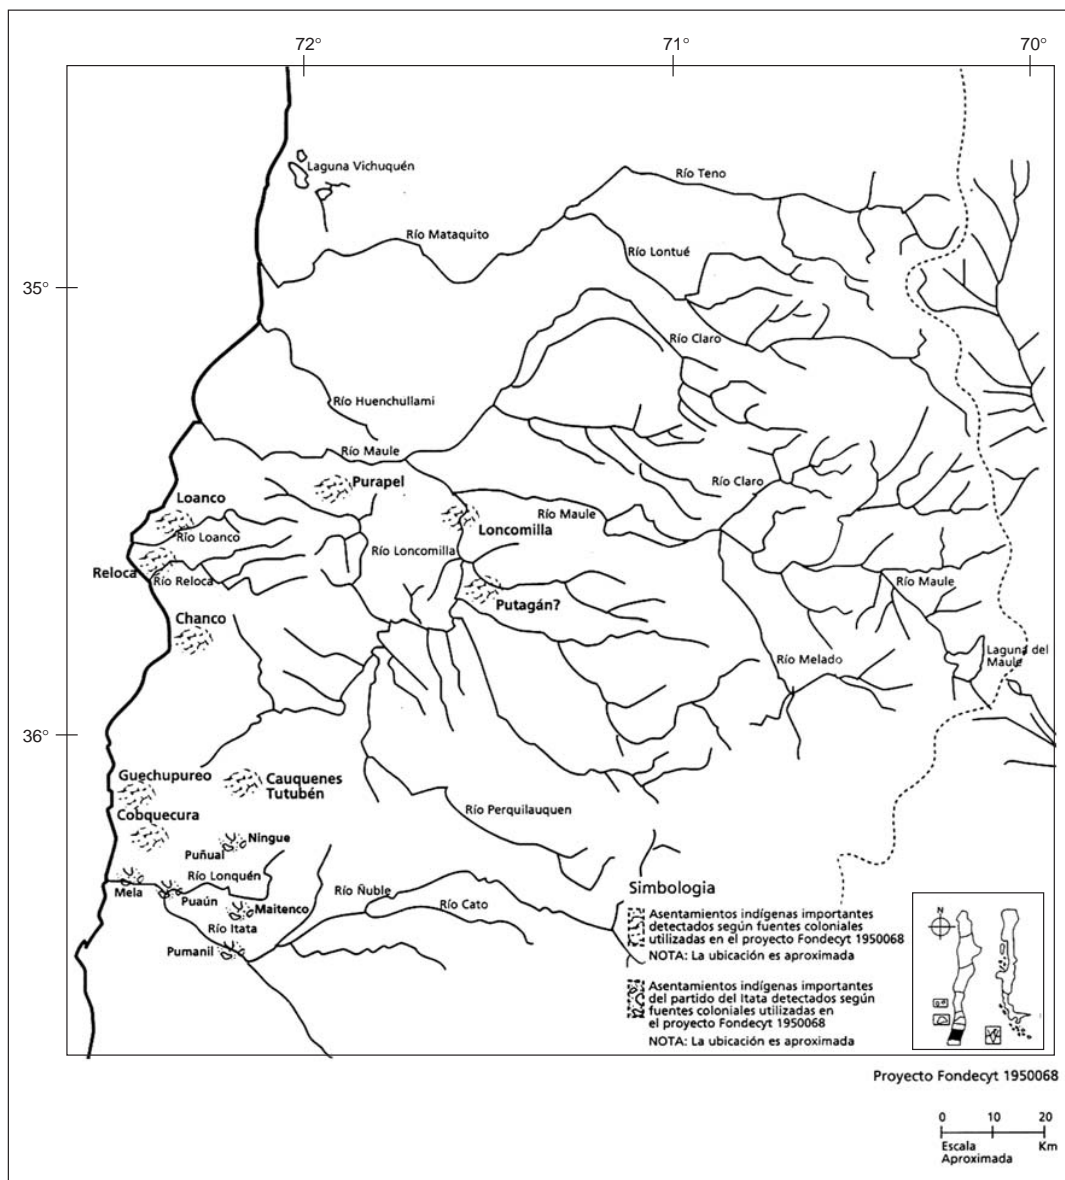 72°
71°
70°
Laguna Vichuquén
Río Teno
Río Mataquito
Río Lontué
35°
Río Claro
Río Huenchullami
Río Maule
Purapel
Río Claro
Loanco
Río Maule
Loncomilla
Río Loanco
Río Loncomilla
Reloca
Río Reloca
Río Maule
Putagán?
Chanco
Laguna del
Maule
Río Melado
36°
Guechupureo
Cauquenes
Tutubén
Cobquecura
Río Perquilauquen
Ningue
Puñual
Río Lonquén
Mela
Puaún
Río Ñuble
Río Cato
Maitenco
Río Itata
Pumanil
Simbologia
Asentamientos indígenas importantes
detectados según fuentes coloniales
utilizadas en el proyecto Fondecyt 1950068
NOTA: La ubicación es aproximada
Asentamientos indígenas importantes
del partido del Itata detectados según
fuentes coloniales utilizadas en
el proyecto Fondecyt 1950068
NOTA: La ubicación es aproximada
N
Proyecto Fondecyt 1950068
0 10 20
Escala Km
Aproximada